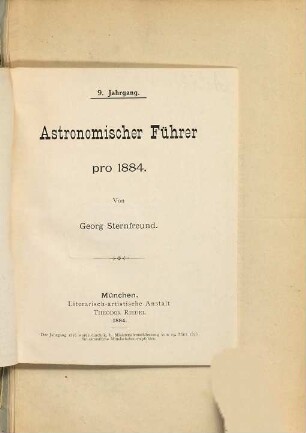 9. Jahrgang.
Astronomischer Führer
pro 1884.
Von
Georg Sternfreund.
München.
Literarisch-artistische Anstalt
Theodor Riedel
1884.